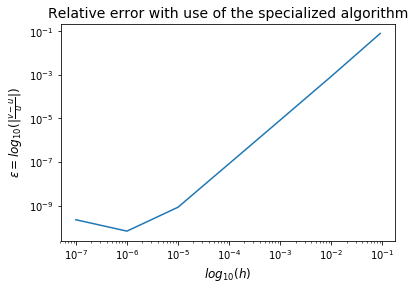 Relative error with use of the specialized algorithm
10⁻¹
10⁻³
10⁻⁵
10⁻⁷
10⁻⁹
ε = log₁₀(|\frac{v − u}{u}|)
10⁻⁷ 10⁻⁶ 10⁻⁵ 10⁻⁴ 10⁻³ 10⁻² 10⁻¹
log₁₀(h)